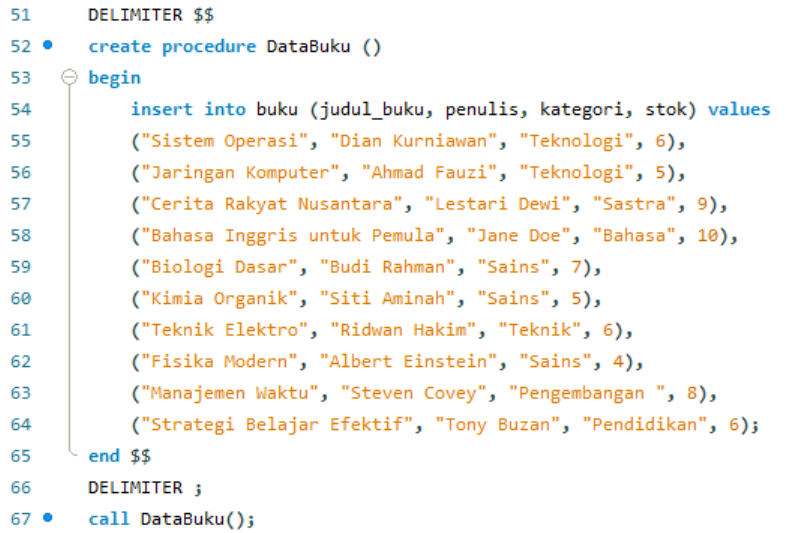 51 DELIMITER $$
52 create procedure DataBuku ()
53 begin
54 insert into buku (judul_buku, penulis, kategori, stok) values
55 ("Sistem Operasi", "Dian Kurniawan", "Teknologi", 6),
56 ("Jaringan Komputer", "Ahmad Fauzi", "Teknologi", 5),
57 ("Cerita Rakyat Nusantara", "Lestari Dewi", "Sastra", 9),
58 ("Bahasa Inggris untuk Pemula", "Jane Doe", "Bahasa", 10),
59 ("Biologi Dasar", "Budi Rahman", "Sains", 7),
60 ("Kimia Organik", "Siti Aminah", "Sains", 5),
61 ("Teknik Elektro", "Ridwan Hakim", "Teknik", 6),
62 ("Fisika Modern", "Albert Einstein", "Sains", 4),
63 ("Manajemen Waktu", "Steven Covey", "Pengembangan ", 8),
64 ("Strategi Belajar Efektif", "Tony Buzan", "Pendidikan", 6);
65 end $$
66 DELIMITER ;
67 call DataBuku();